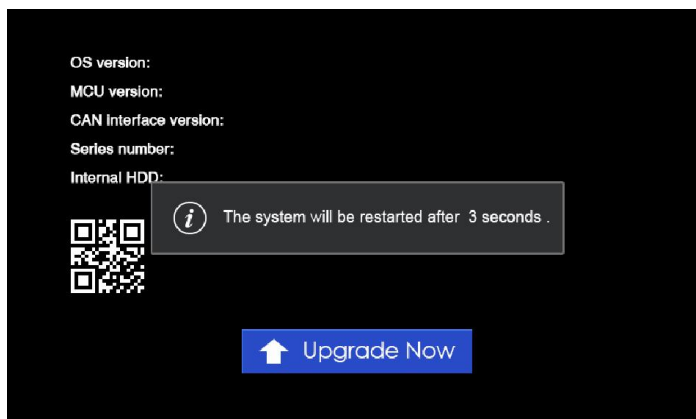 OS version:
MCU version:
CAN Interface version:
Series number:
Internal HDD:
The system will be restarted after 3 seconds .
Upgrade Now